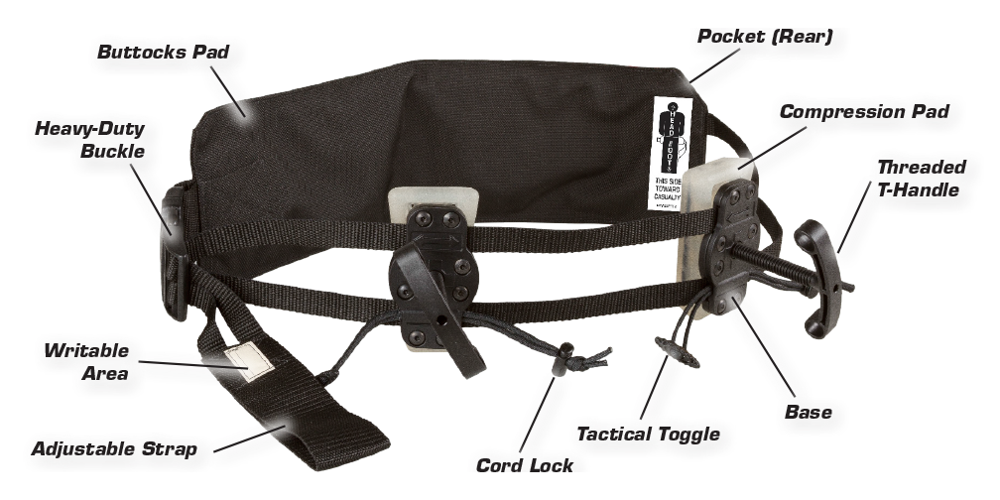 Buttocks Pad
Pocket (Rear)
Compression Pad
Heavy-Duty
Buckle
Threaded
T-Handle
HEAD
FOOT
THIS SIDE
TOWARD
CASUALTY
Writable
Area
Base
Tactical Toggle
Adjustable Strap
Cord Lock